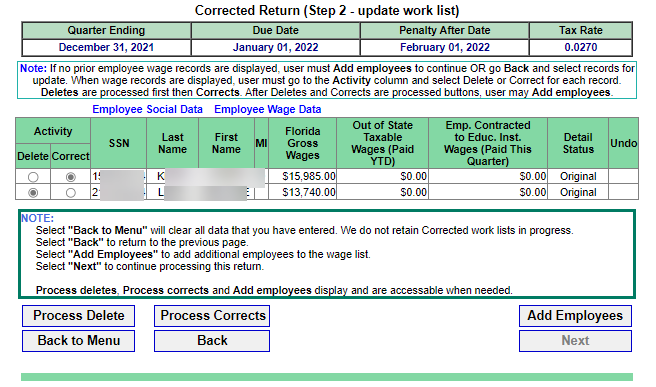 Corrected Return (Step 2 - update work list)
Quarter Ending Due Date Penalty After Date Tax Rate
December 31, 2021 January 01, 2022 February 01, 2022 0.0270
Note: If no prior employee wage records are displayed, user must Add employees to continue OR go Back and select records for
update. When wage records are displayed, user must go to the Activity column and select Delete or Correct for each record.
Deletes are processed first then Corrects. After Deletes and Corrects are processed buttons, user may Add employees.
Employee Social Data Employee Wage Data
Activity
Delete Correct
SSN
Last
Name
First
Name
MI
Florida
Gross
Wages
Out of State
Taxable
Wages (Paid
YTD)
Emp. Contracted
to Educ. Inst.
Wages (Paid This
Quarter)
Detail
Status
Undo
15 K $15,985.00 $0.00 $0.00 Original
2 L $13,740.00 $0.00 $0.00 Original
NOTE:
Select "Back to Menu" will clear all data that you have entered. We do not retain Corrected work lists in progress.
Select "Back" to return to the previous page.
Select "Add Employees" to add additional employees to the wage list.
Select "Next" to continue processing this return.
Process deletes, Process corrects and Add employees display and are accessable when needed.
Process Delete Process Corrects Add Employees
Back to Menu Back Next